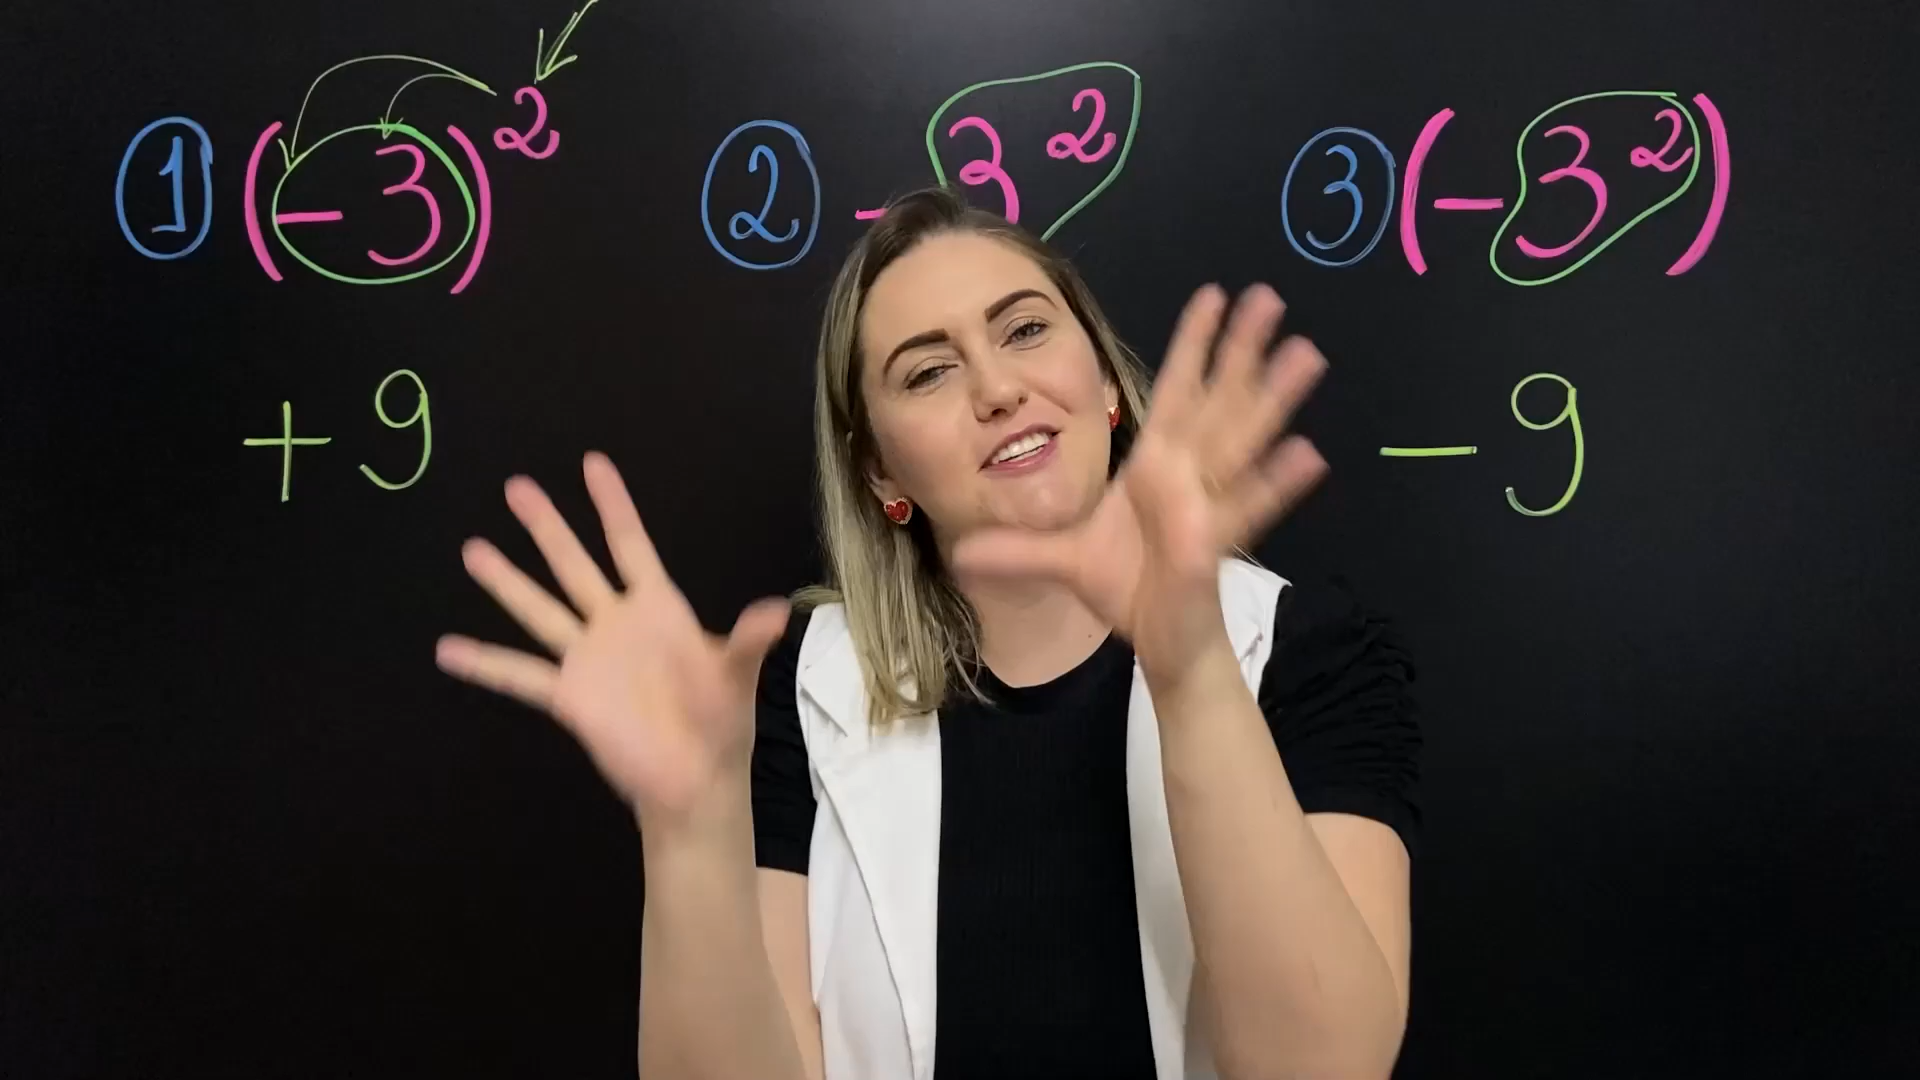 ① (-3)² ② -3² ③ (-3²)
+9 -9